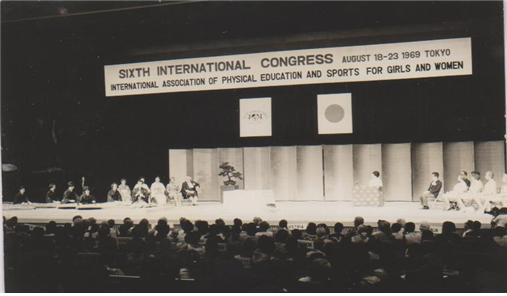 SIXTH INTERNATIONAL CONGRESS AUGUST 18-23 1969 TOKYO
INTERNATIONAL ASSOCIATION OF PHYSICAL EDUCATION AND SPORTS FOR GIRLS AND WOMEN